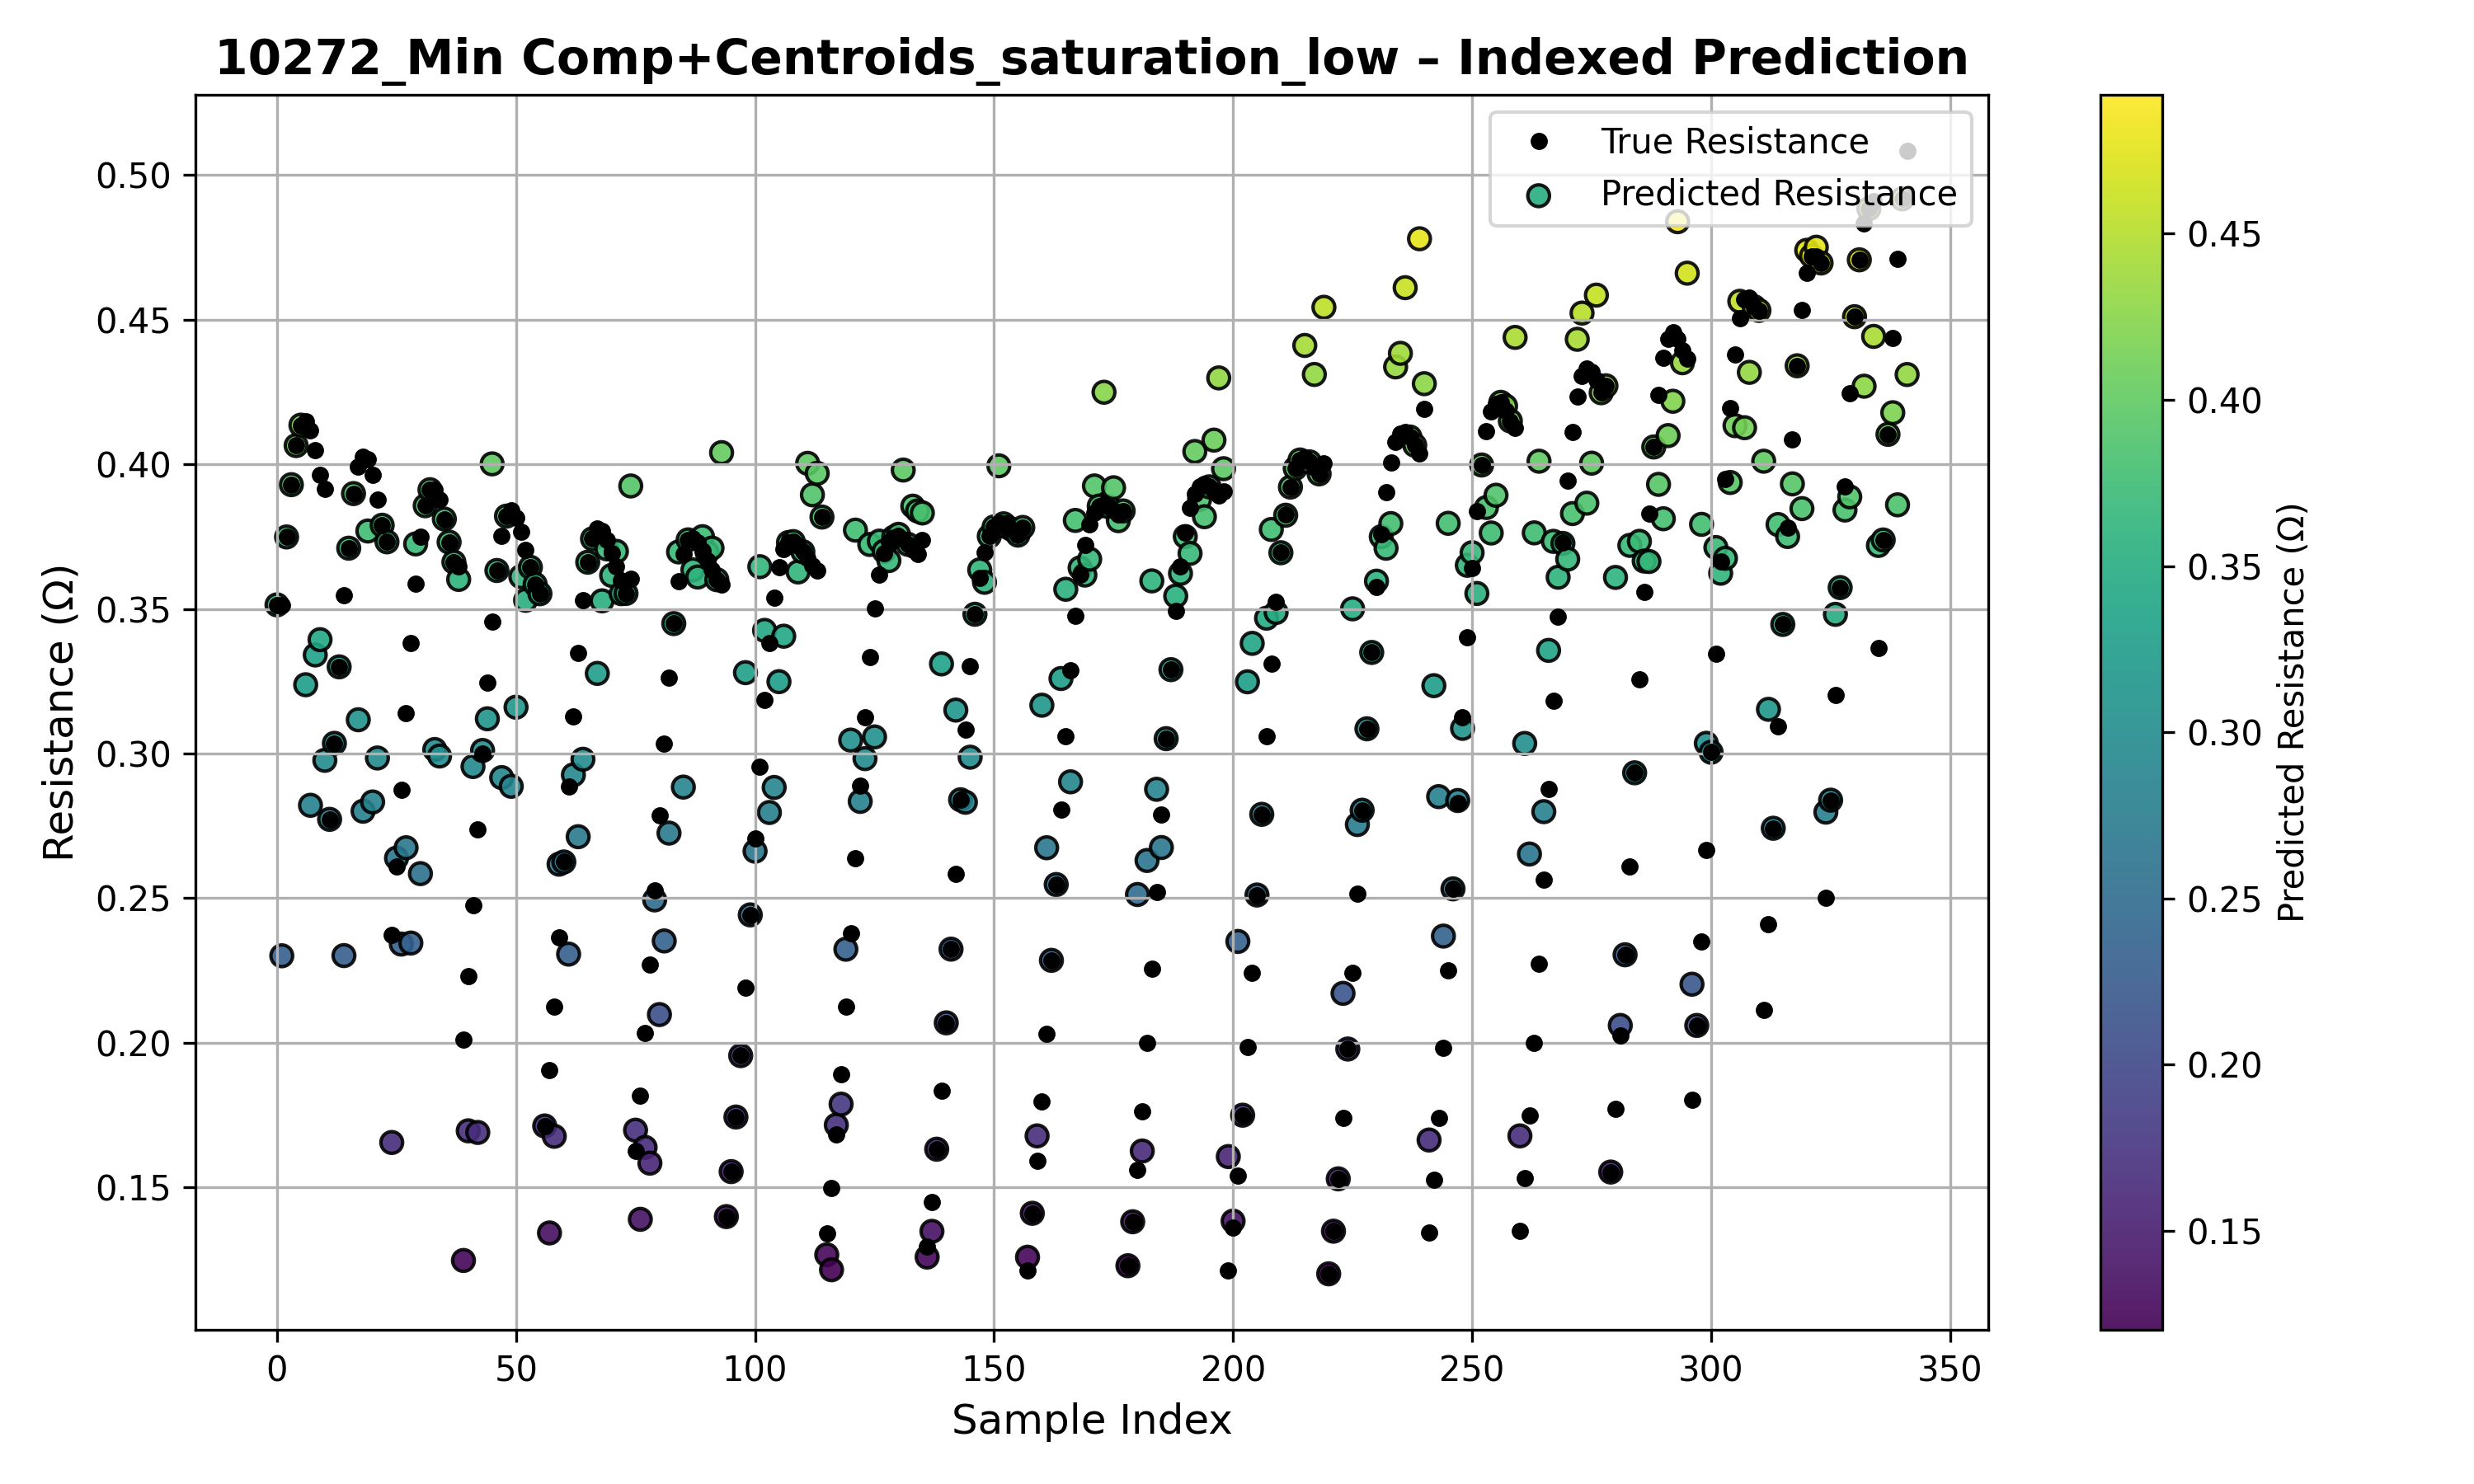 10272_Min Comp+Centroids_saturation_low – Indexed Prediction
True Resistance
Predicted Resistance
Resistance (Ω)
0.50
0.45
0.40
0.35
0.30
0.25
0.20
0.15
0 50 100 150 200 250 300 350
Sample Index
0.45
0.40
0.35
0.30
0.25
0.20
0.15
Predicted Resistance (Ω)